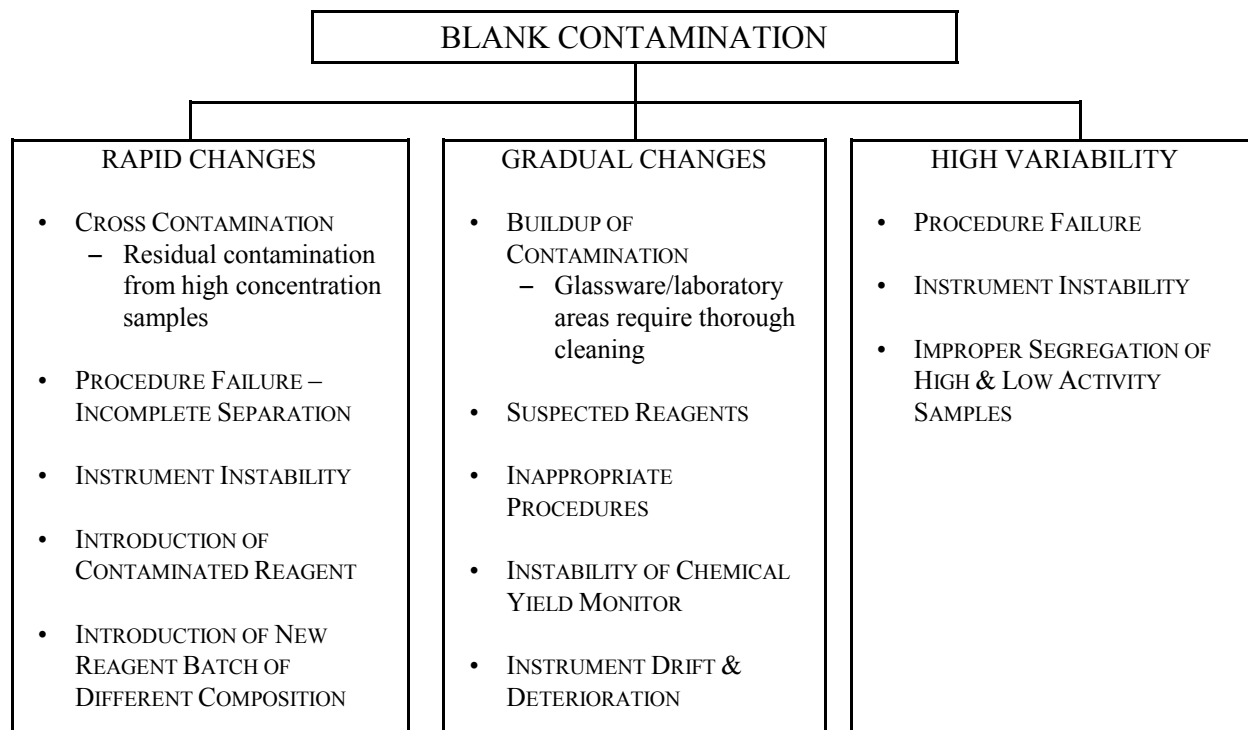 BLANK CONTAMINATION
RAPID CHANGES
• CROSS CONTAMINATION
– Residual contamination
from high concentration
samples
• PROCEDURE FAILURE –
INCOMPLETE SEPARATION
• INSTRUMENT INSTABILITY
• INTRODUCTION OF
CONTAMINATED REAGENT
• INTRODUCTION OF NEW
REAGENT BATCH OF
DIFFERENT COMPOSITION
GRADUAL CHANGES
• BUILDUP OF
CONTAMINATION
– Glassware/laboratory
areas require thorough
cleaning
• SUSPECTED REAGENTS
• INAPPROPRIATE
PROCEDURES
• INSTABILITY OF CHEMICAL
YIELD MONITOR
• INSTRUMENT DRIFT &
DETERIORATION
HIGH VARIABILITY
• PROCEDURE FAILURE
• INSTRUMENT INSTABILITY
• IMPROPER SEGREGATION OF
HIGH & LOW ACTIVITY
SAMPLES